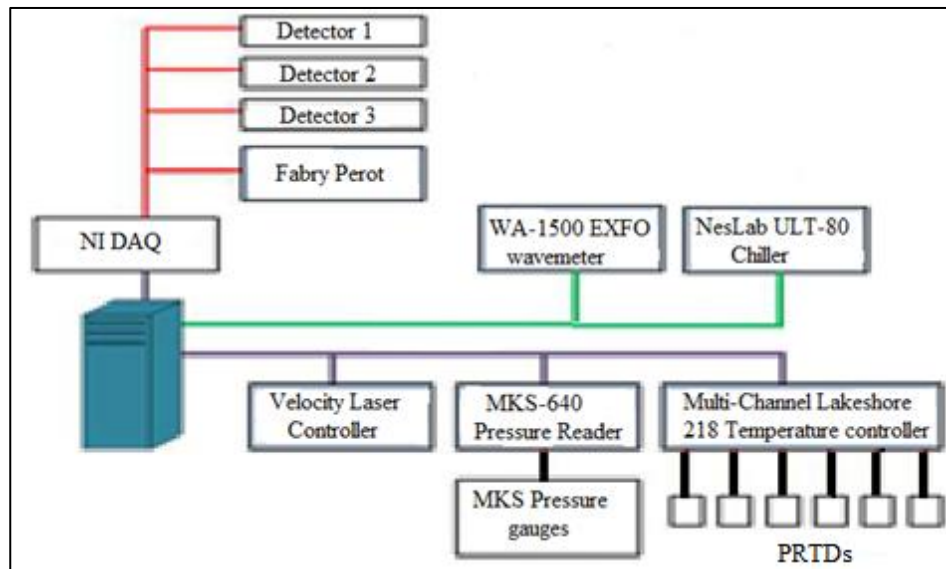 Detector 1
Detector 2
Detector 3
Fabry Perot
NI DAQ
WA-1500 EXFO
wavemeter
NesLab ULT-80
Chiller
Velocity Laser
Controller
MKS-640
Pressure Reader
Multi-Channel Lakeshore
218 Temperature controller
MKS Pressure
gauges
PRTDs